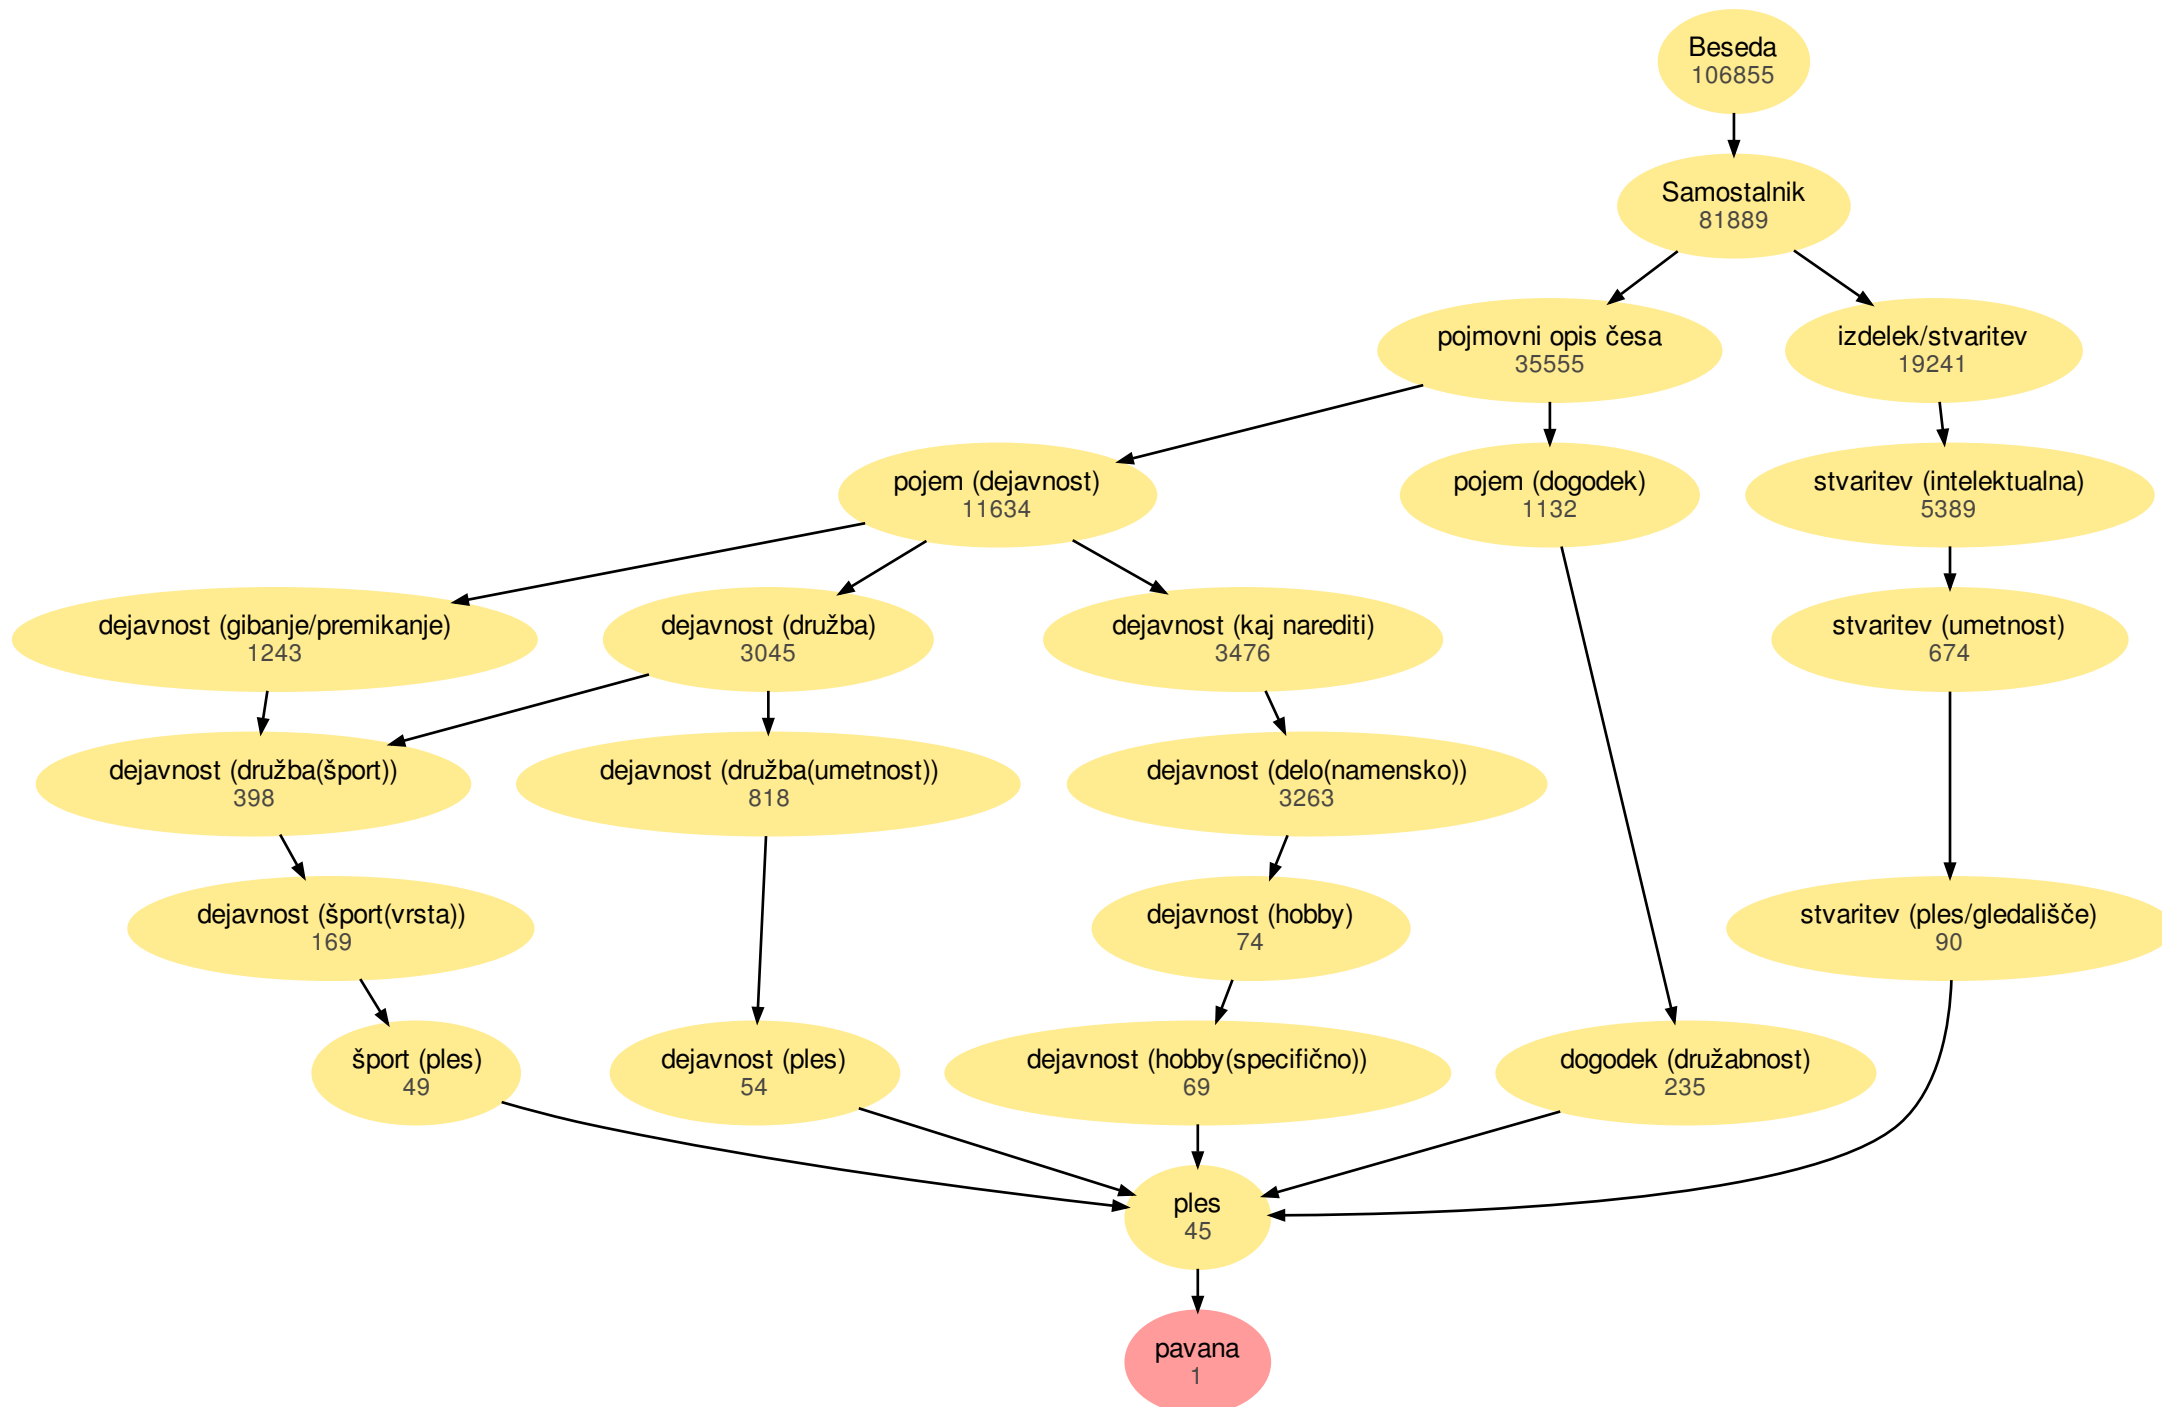 Beseda
106855
Samostalnik
81889
pojmovni opis česa
35555
izdelek/stvaritev
19241
pojem (dejavnost)
11634
pojem (dogodek)
1132
stvaritev (intelektualna)
5389
dejavnost (gibanje/premikanje)
1243
dejavnost (družba)
3045
dejavnost (kaj narediti)
3476
stvaritev (umetnost)
674
dejavnost (družba(šport))
398
dejavnost (družba(umetnost))
818
dejavnost (delo(namensko))
3263
dejavnost (šport(vrsta))
169
dejavnost (hobby)
74
stvaritev (ples/gledališče)
90
šport (ples)
49
dejavnost (ples)
54
dejavnost (hobby(specifično))
69
dogodek (družabnost)
235
ples
45
pavana
1